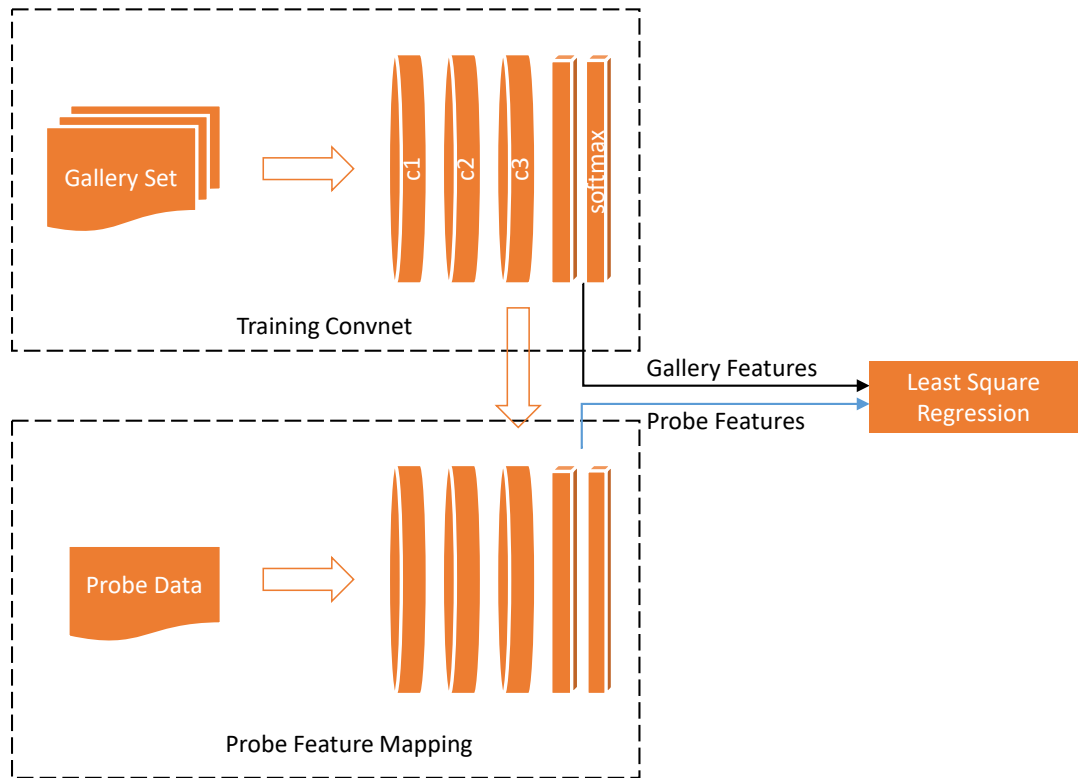 Gallery Set
c1
c2
c3
softmax
Training Convnet
Gallery Features
Probe Features
Least Square
Regression
Probe Data
Probe Feature Mapping